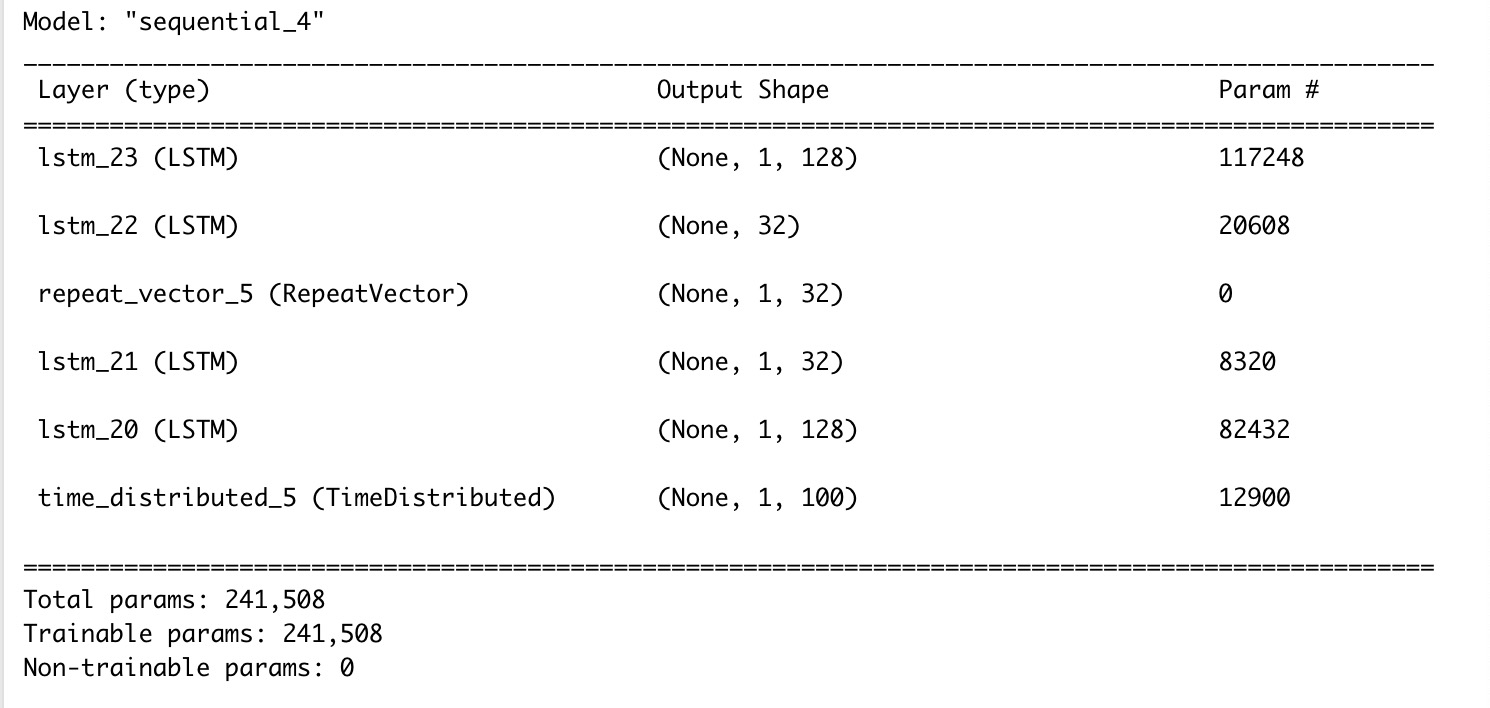 Model: "sequential_4"
Layer (type) Output Shape Param #
lstm_23 (LSTM) (None, 1, 128) 117248
lstm_22 (LSTM) (None, 32) 20608
repeat_vector_5 (RepeatVector) (None, 1, 32) 0
lstm_21 (LSTM) (None, 1, 32) 8320
lstm_20 (LSTM) (None, 1, 128) 82432
time_distributed_5 (TimeDistributed) (None, 1, 100) 12900
Total params: 241,508
Trainable params: 241,508
Non-trainable params: 0